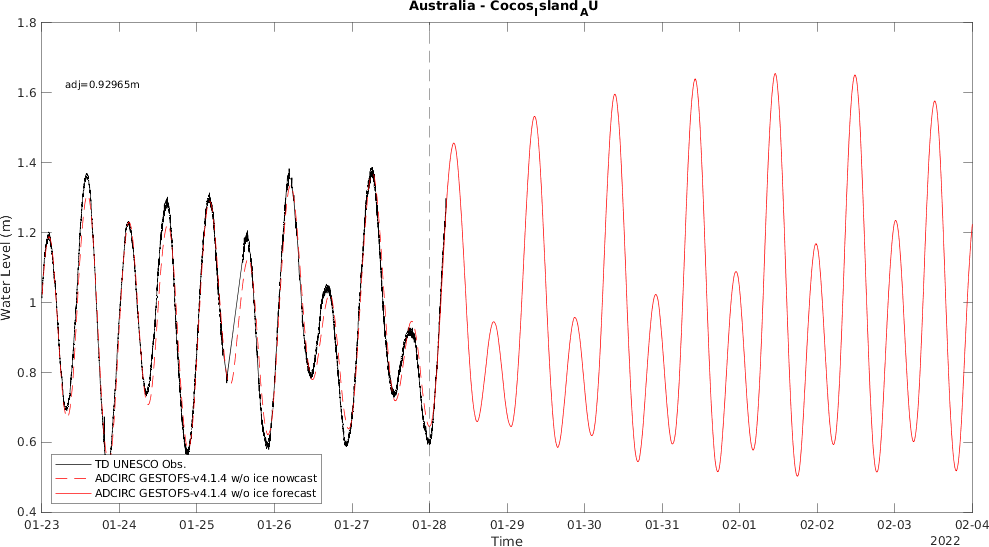 Australia - Cocos_Island_AU
1.8
1.6
1.4
1.2
1
0.8
0.6
0.4
Water Level (m)
adj=0.92965m
TD UNESCO Obs.
ADCIRC GESTOFS-v4.1.4 w/o ice nowcast
ADCIRC GESTOFS-v4.1.4 w/o ice forecast
01-23 01-24 01-25 01-26 01-27 01-28 01-29 01-30 01-31 02-01 02-02 02-03 02-04
Time
2022